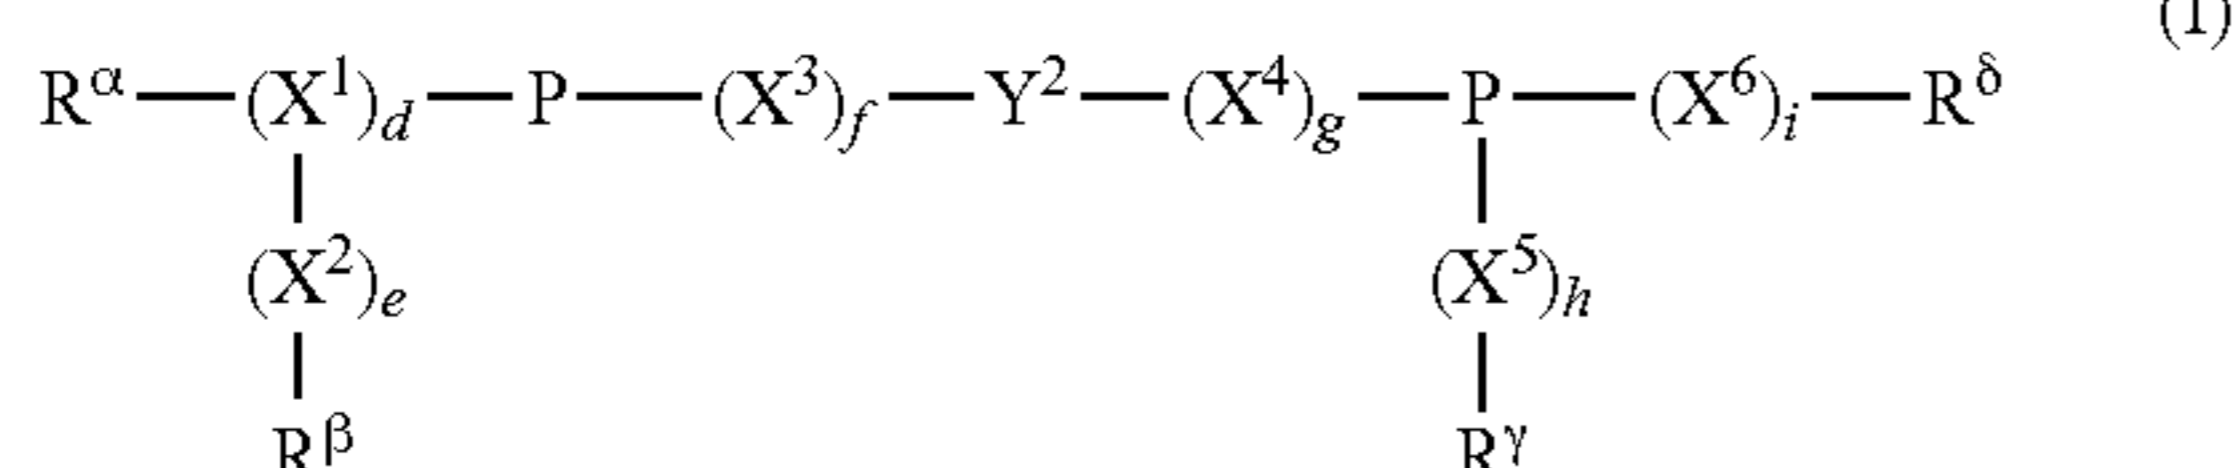 (1)
Rα—(X¹)d—P—(X³)f—Y²—(X⁴)g—P—(X⁶)i—Rδ
(X²)e (X⁵)h
Rβ Rγ